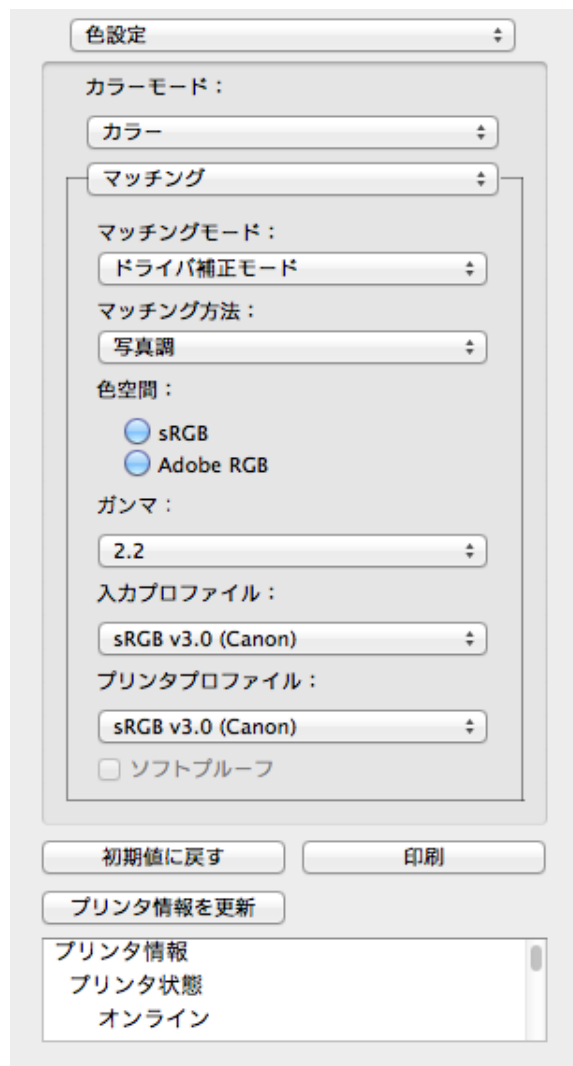 色設定
カラーモード：
カラー
マッチング
マッチングモード：
ドライバ補正モード
マッチング方法：
写真調
色空間：
sRGB
Adobe RGB
ガンマ：
2.2
入力プロファイル：
sRGB v3.0 (Canon)
プリンタプロファイル：
sRGB v3.0 (Canon)
ソフトプルーフ
初期値に戻す
印刷
プリンタ情報を更新
プリンタ情報
プリンタ状態
オンライン